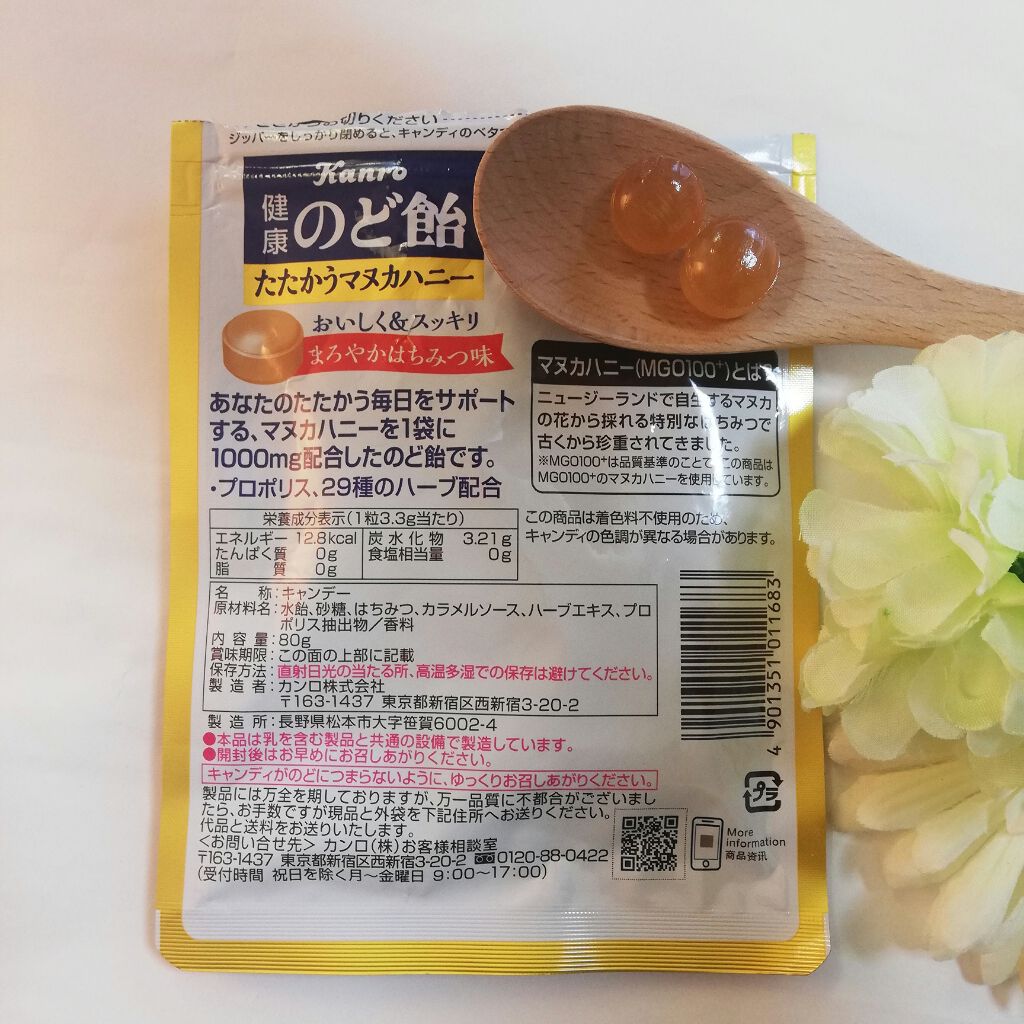 切りください
ジッパーをしっかり閉めると、キャンディのベタ
Kanro
健康
のど飴
たたかうマヌカハニー
おいしく&スッキリ
まろやかはちみつ味
あなたのたたかう毎日をサポート
する、マヌカハニーを1袋に
1000mg配合したのど飴です。
・プロポリス、29種のハーブ配合
マヌカハニー(MGO100⁺)とは
ニュージーランドで自生するマヌカ
の花から採れる特別なはちみつで
古くから珍重されてきました。
※MGO100⁺は品質基準のことで、この商品は
MGO100⁺のマヌカハニーを使用しています。
栄養成分表示(1粒3.3g当たり)
エネルギー 12.8kcal 炭水化物 3.21g
たんぱく質 0g 食塩相当量 0g
脂質 0g
この商品は着色料不使用のため、
キャンディの色調が異なる場合があります。
名称:キャンデー
原材料名:水飴、砂糖、はちみつ、カラメルソース、ハーブエキス、プロ
ポリス抽出物/香料
内容量:80g
賞味期限:この面の上部に記載
保存方法:直射日光の当たる所、高温多湿での保存は避けてください。
製造者:カンロ株式会社
〒163-1437 東京都新宿区西新宿3-20-2
製造所:長野県松本市大字笹賀6002-4
●本品は乳を含む製品と共通の設備で製造しています。
●開封後はお早めにお召しあがりください。
キャンディがのどにつまらないように、ゆっくりお召しあがりください。
製品には万全を期しておりますが、万一品質に不都合がございまし
たら、お手数ですが現品と外袋を下記住所へお送りください。
代品と送料をお送りいたします。
<お問い合せ先> カンロ(株)お客様相談室
〒163-1437 東京都新宿区西新宿3-20-2 0120-88-0422
(受付時間 祝日を除く月~金曜日 9:00~17:00)
4 901351 011683
プラ
More
information
商品资讯